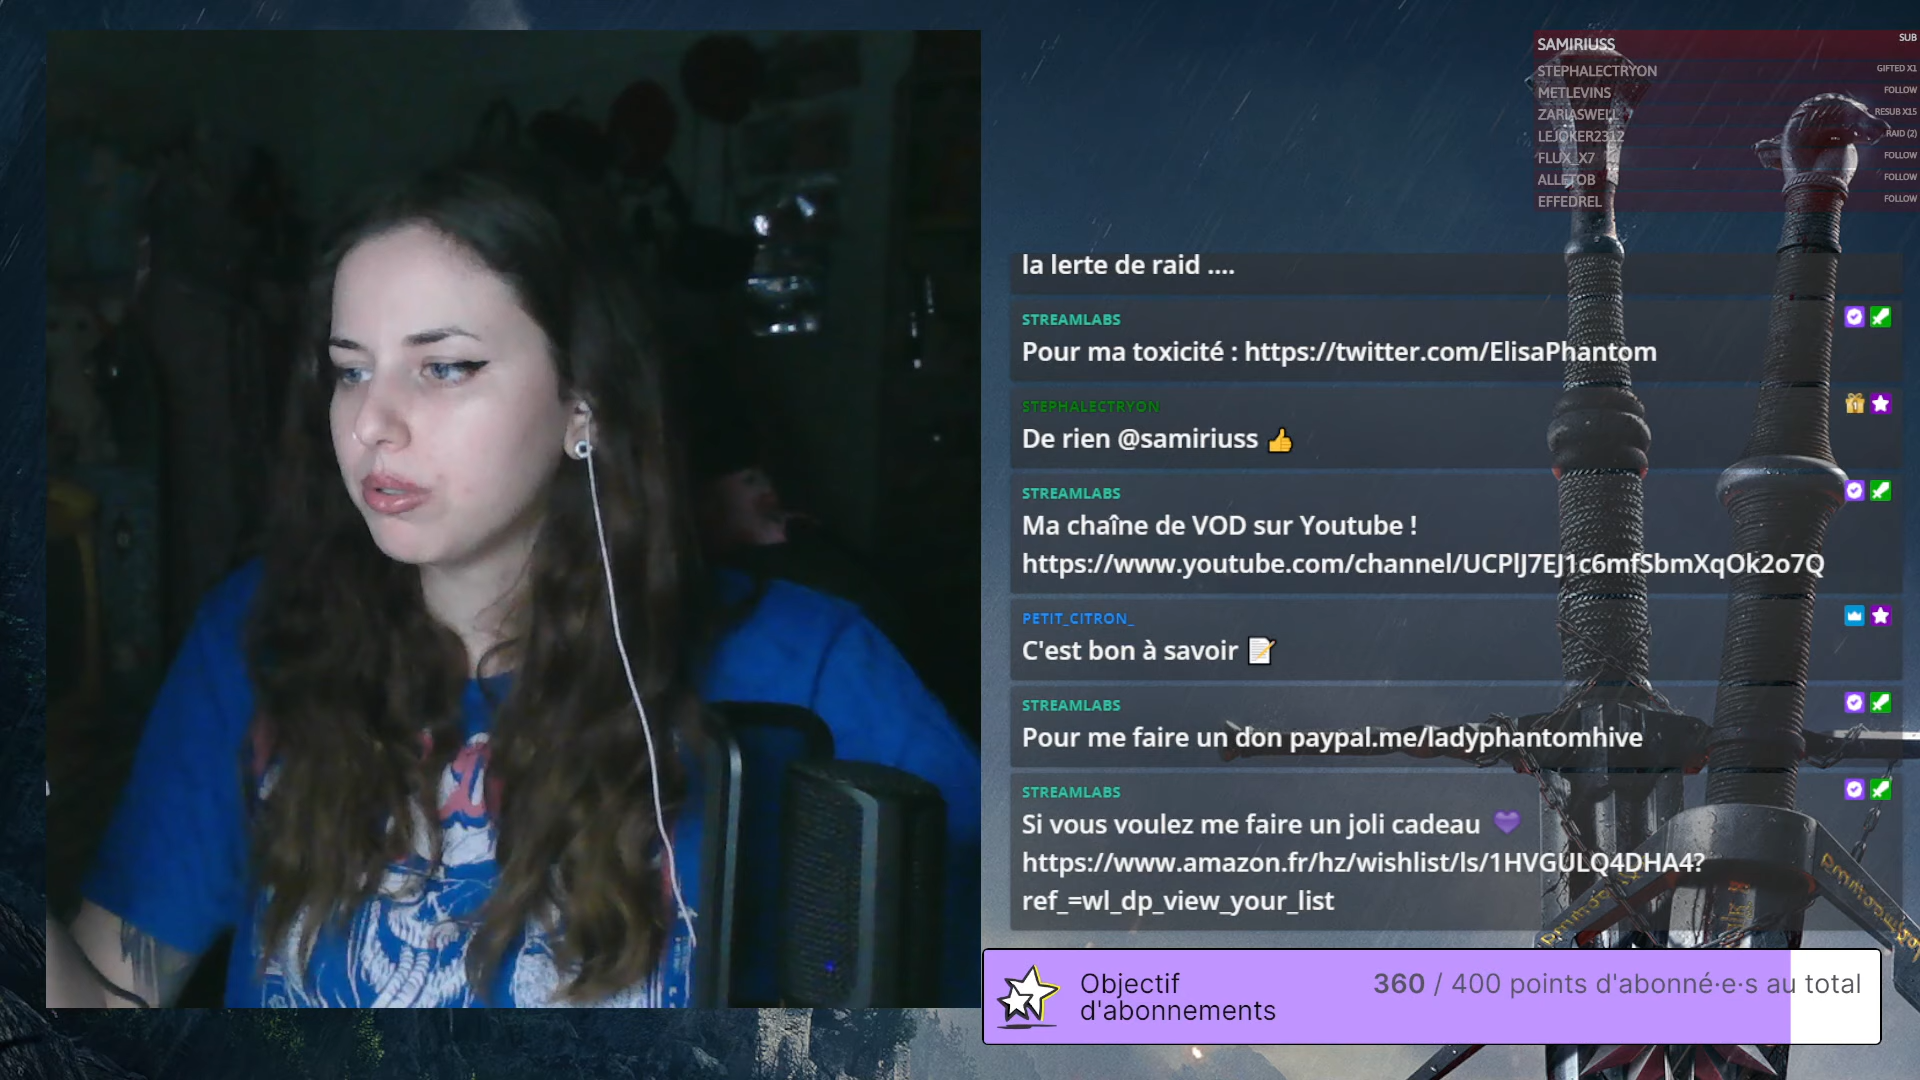 SAMIRIUSS SUB
STEPHALECTRYON GIFTED X1
METLEVINS FOLLOW
ZARIASWELL RESUB X15
LEJOKER2312 RAID (2)
FLUX_X7 FOLLOW
ALLETOB FOLLOW
EFFEDREL FOLLOW
la lerte de raid ....
STREAMLABS
Pour ma toxicité : https://twitter.com/ElisaPhantom
STEPHALECTRYON
De rien @samiriuss 👍
STREAMLABS
Ma chaîne de VOD sur Youtube !
https://www.youtube.com/channel/UCPlJ7EJ1c6mfSbmXqOk2o7Q
PETIT_CITRON_
C'est bon à savoir 📝
STREAMLABS
Pour me faire un don paypal.me/ladyphantomhive
STREAMLABS
Si vous voulez me faire un joli cadeau 💜
https://www.amazon.fr/hz/wishlist/ls/1HVGULQ4DHA4?
ref_=wl_dp_view_your_list
Objectif
d'abonnements
360 / 400 points d'abonné·e·s au total